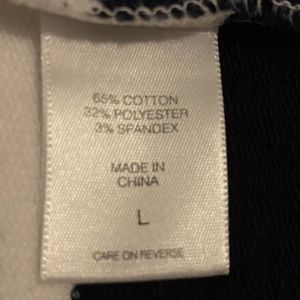 65% COTTON
32% POLYESTER
3% SPANDEX
MADE IN
CHINA
L
CARE ON REVERSE